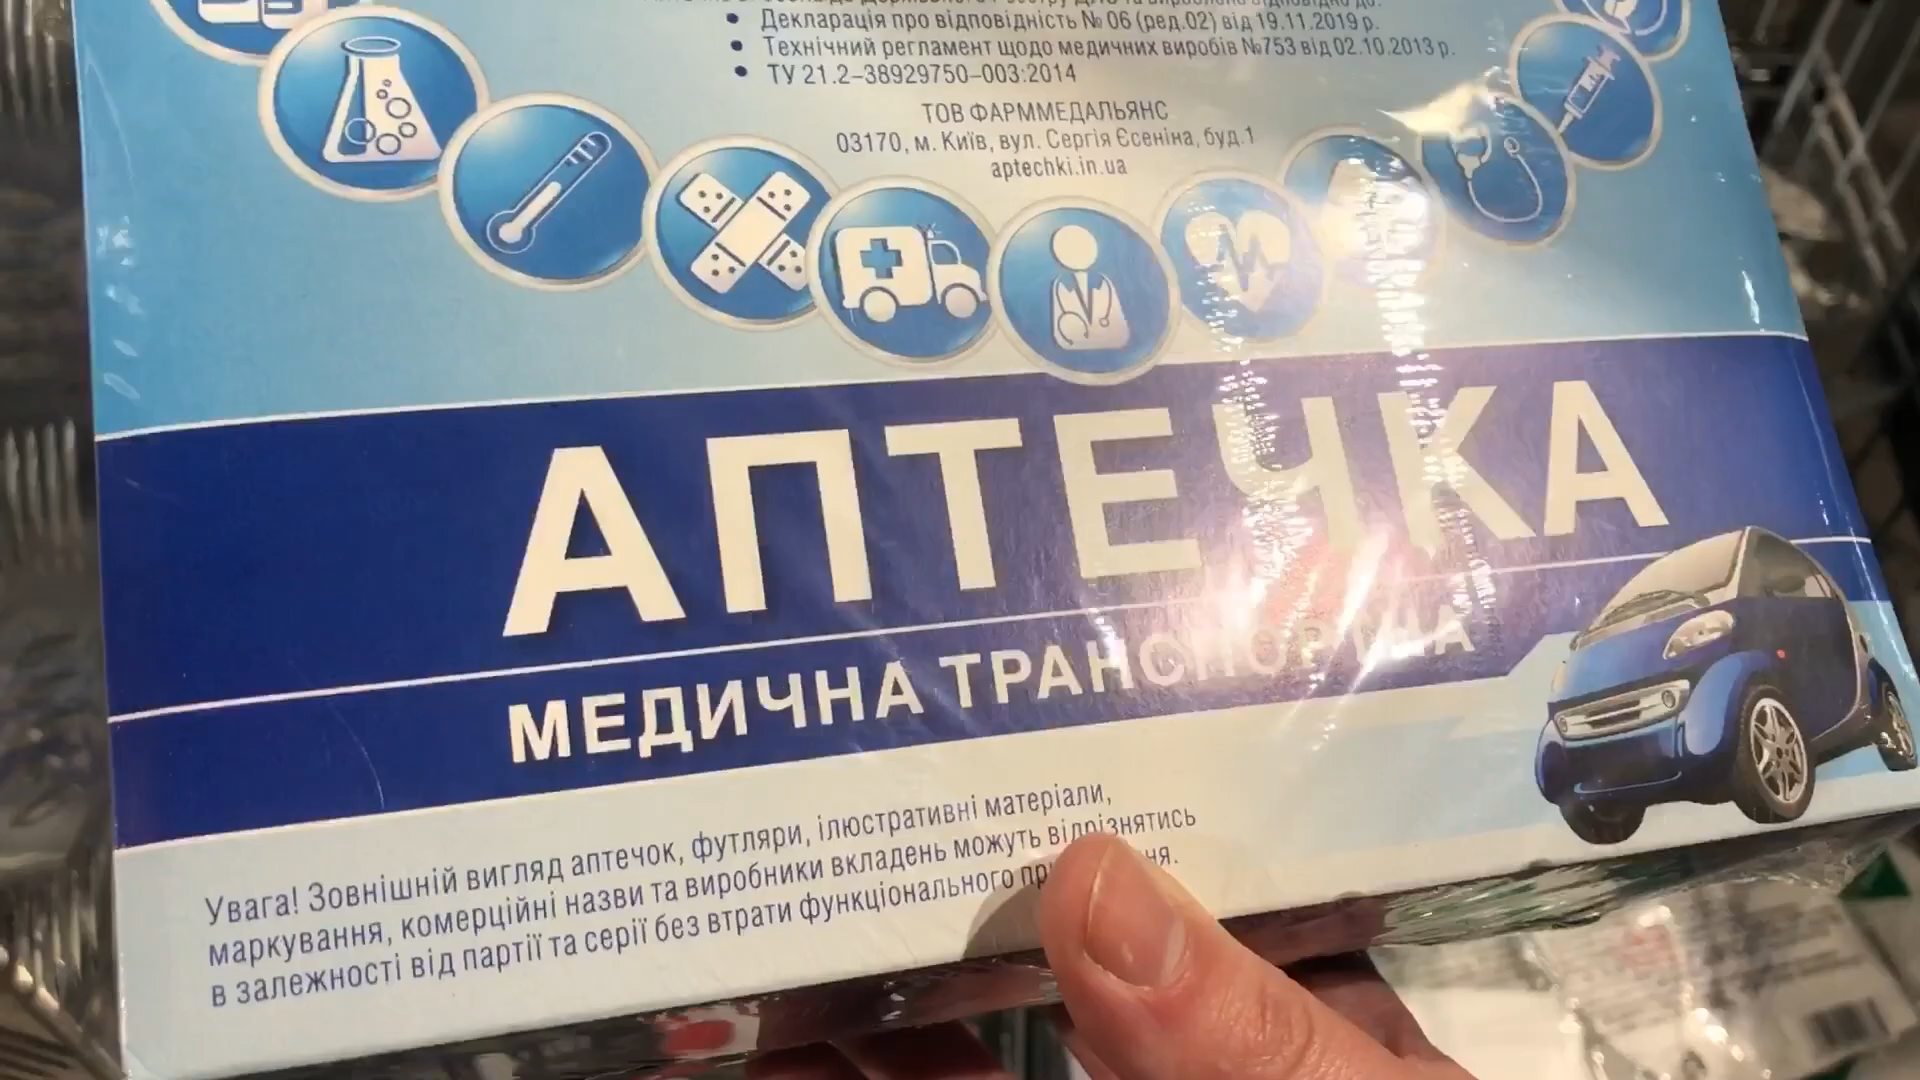 Декларація про відповідність № 06 (ред.02) від 19.11.2019 р.
Технічний регламент щодо медичних виробів №753 від 02.10.2013 р.
ТУ 21.2-38929750-003:2014
ТОВ ФАРММЕДАЛЬЯНС
03170, м. Київ, вул. Сергія Єсеніна, буд.1
aptechki.in.ua
АПТЕЧКА
МЕДИЧНА ТРАНСПОРТНА
Увага! Зовнішній вигляд аптечок, футляри, ілюстративні матеріали,
маркування, комерційні назви та виробники вкладень можуть відрізнятись
в залежності від партії та серії без втрати функціонального